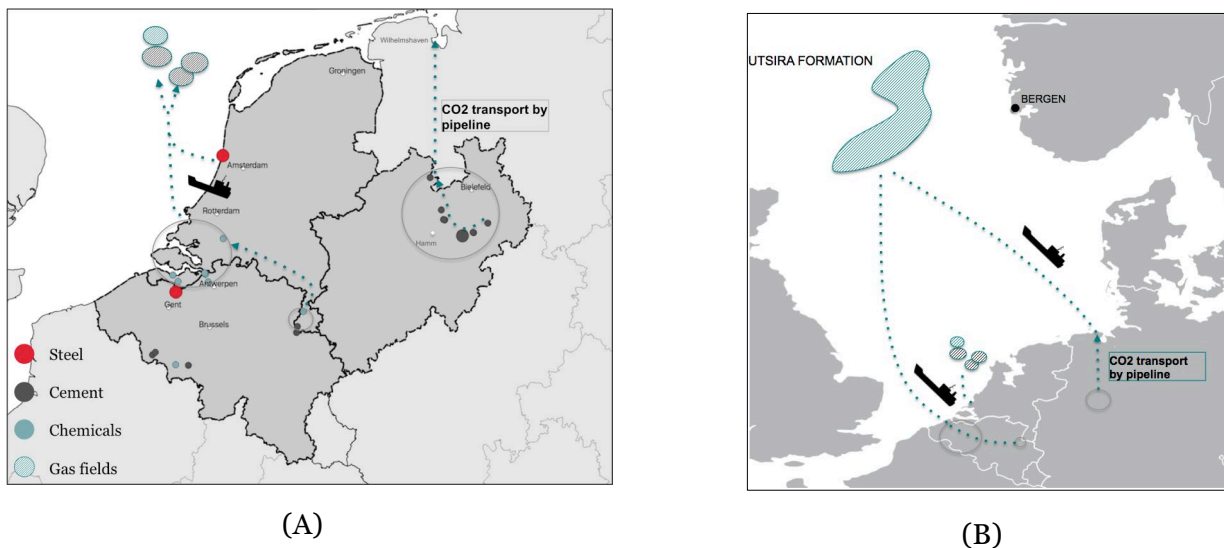 Wilhelmshaven
Groningen
CO2 transport by
pipeline
Amsterdam
Bielefeld
Rotterdam
Hamm
Antwerpen
Gent
Brussels
Steel
Cement
Chemicals
Gas fields
(A)
UTSIRA FORMATION
BERGEN
CO2 transport
by pipeline
(B)